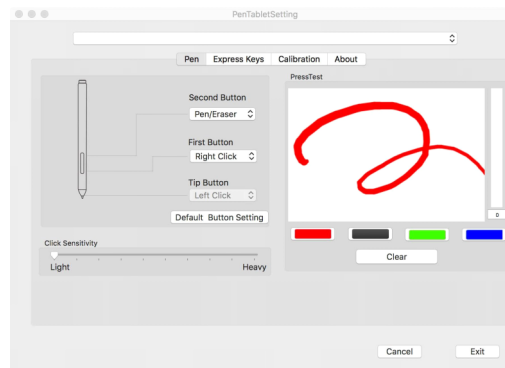 PenTabletSetting
Pen Express Keys Calibration About
Second Button
Pen/Eraser
First Button
Right Click
Tip Button
Left Click
Default Button Setting
Click Sensitivity
Light Heavy
PressTest
0
Clear
Cancel Exit